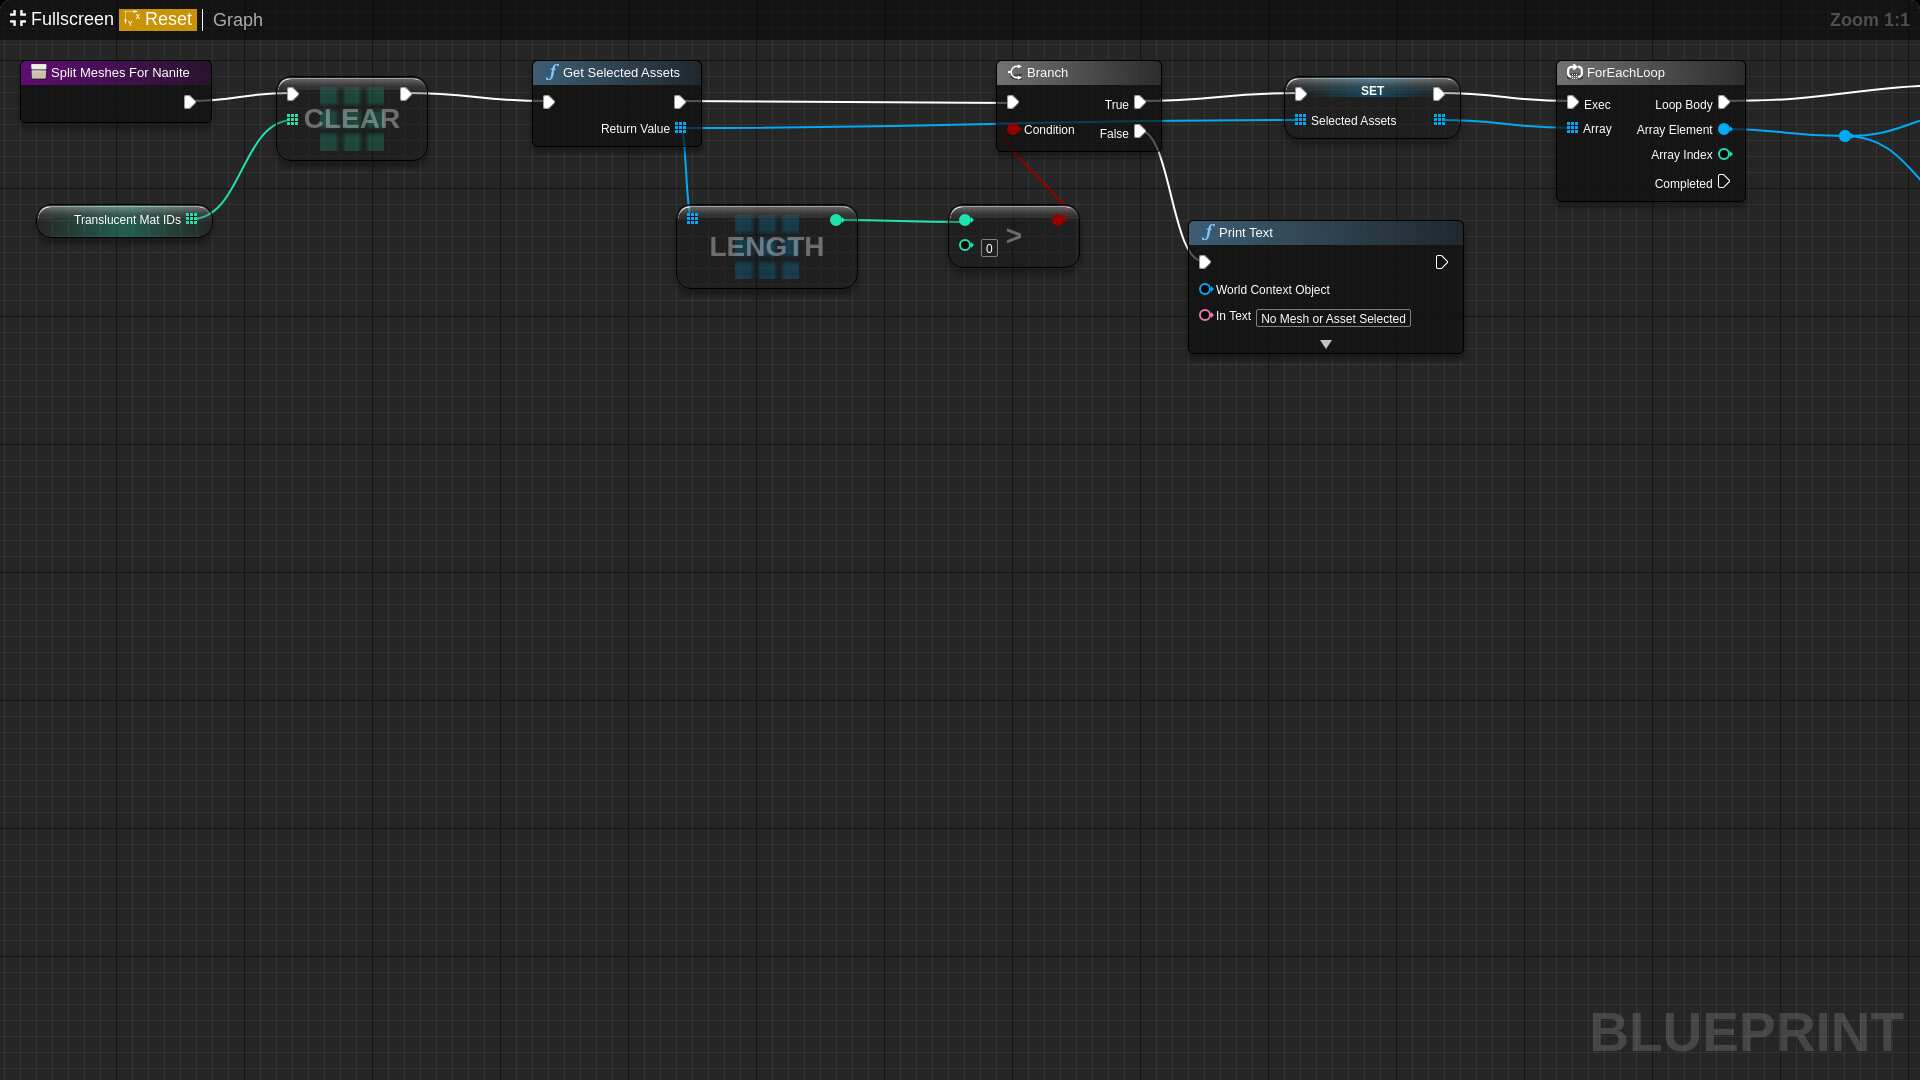 Fullscreen Reset Graph Zoom 1:1
Split Meshes For Nanite
CLEAR
Translucent Mat IDs
Get Selected Assets
Return Value
LENGTH
0 >
Branch
True
Condition False
SET
Selected Assets
Print Text
World Context Object
In Text No Mesh or Asset Selected
ForEachLoop
Exec Loop Body
Array Array Element
Array Index
Completed
BLUEPRINT